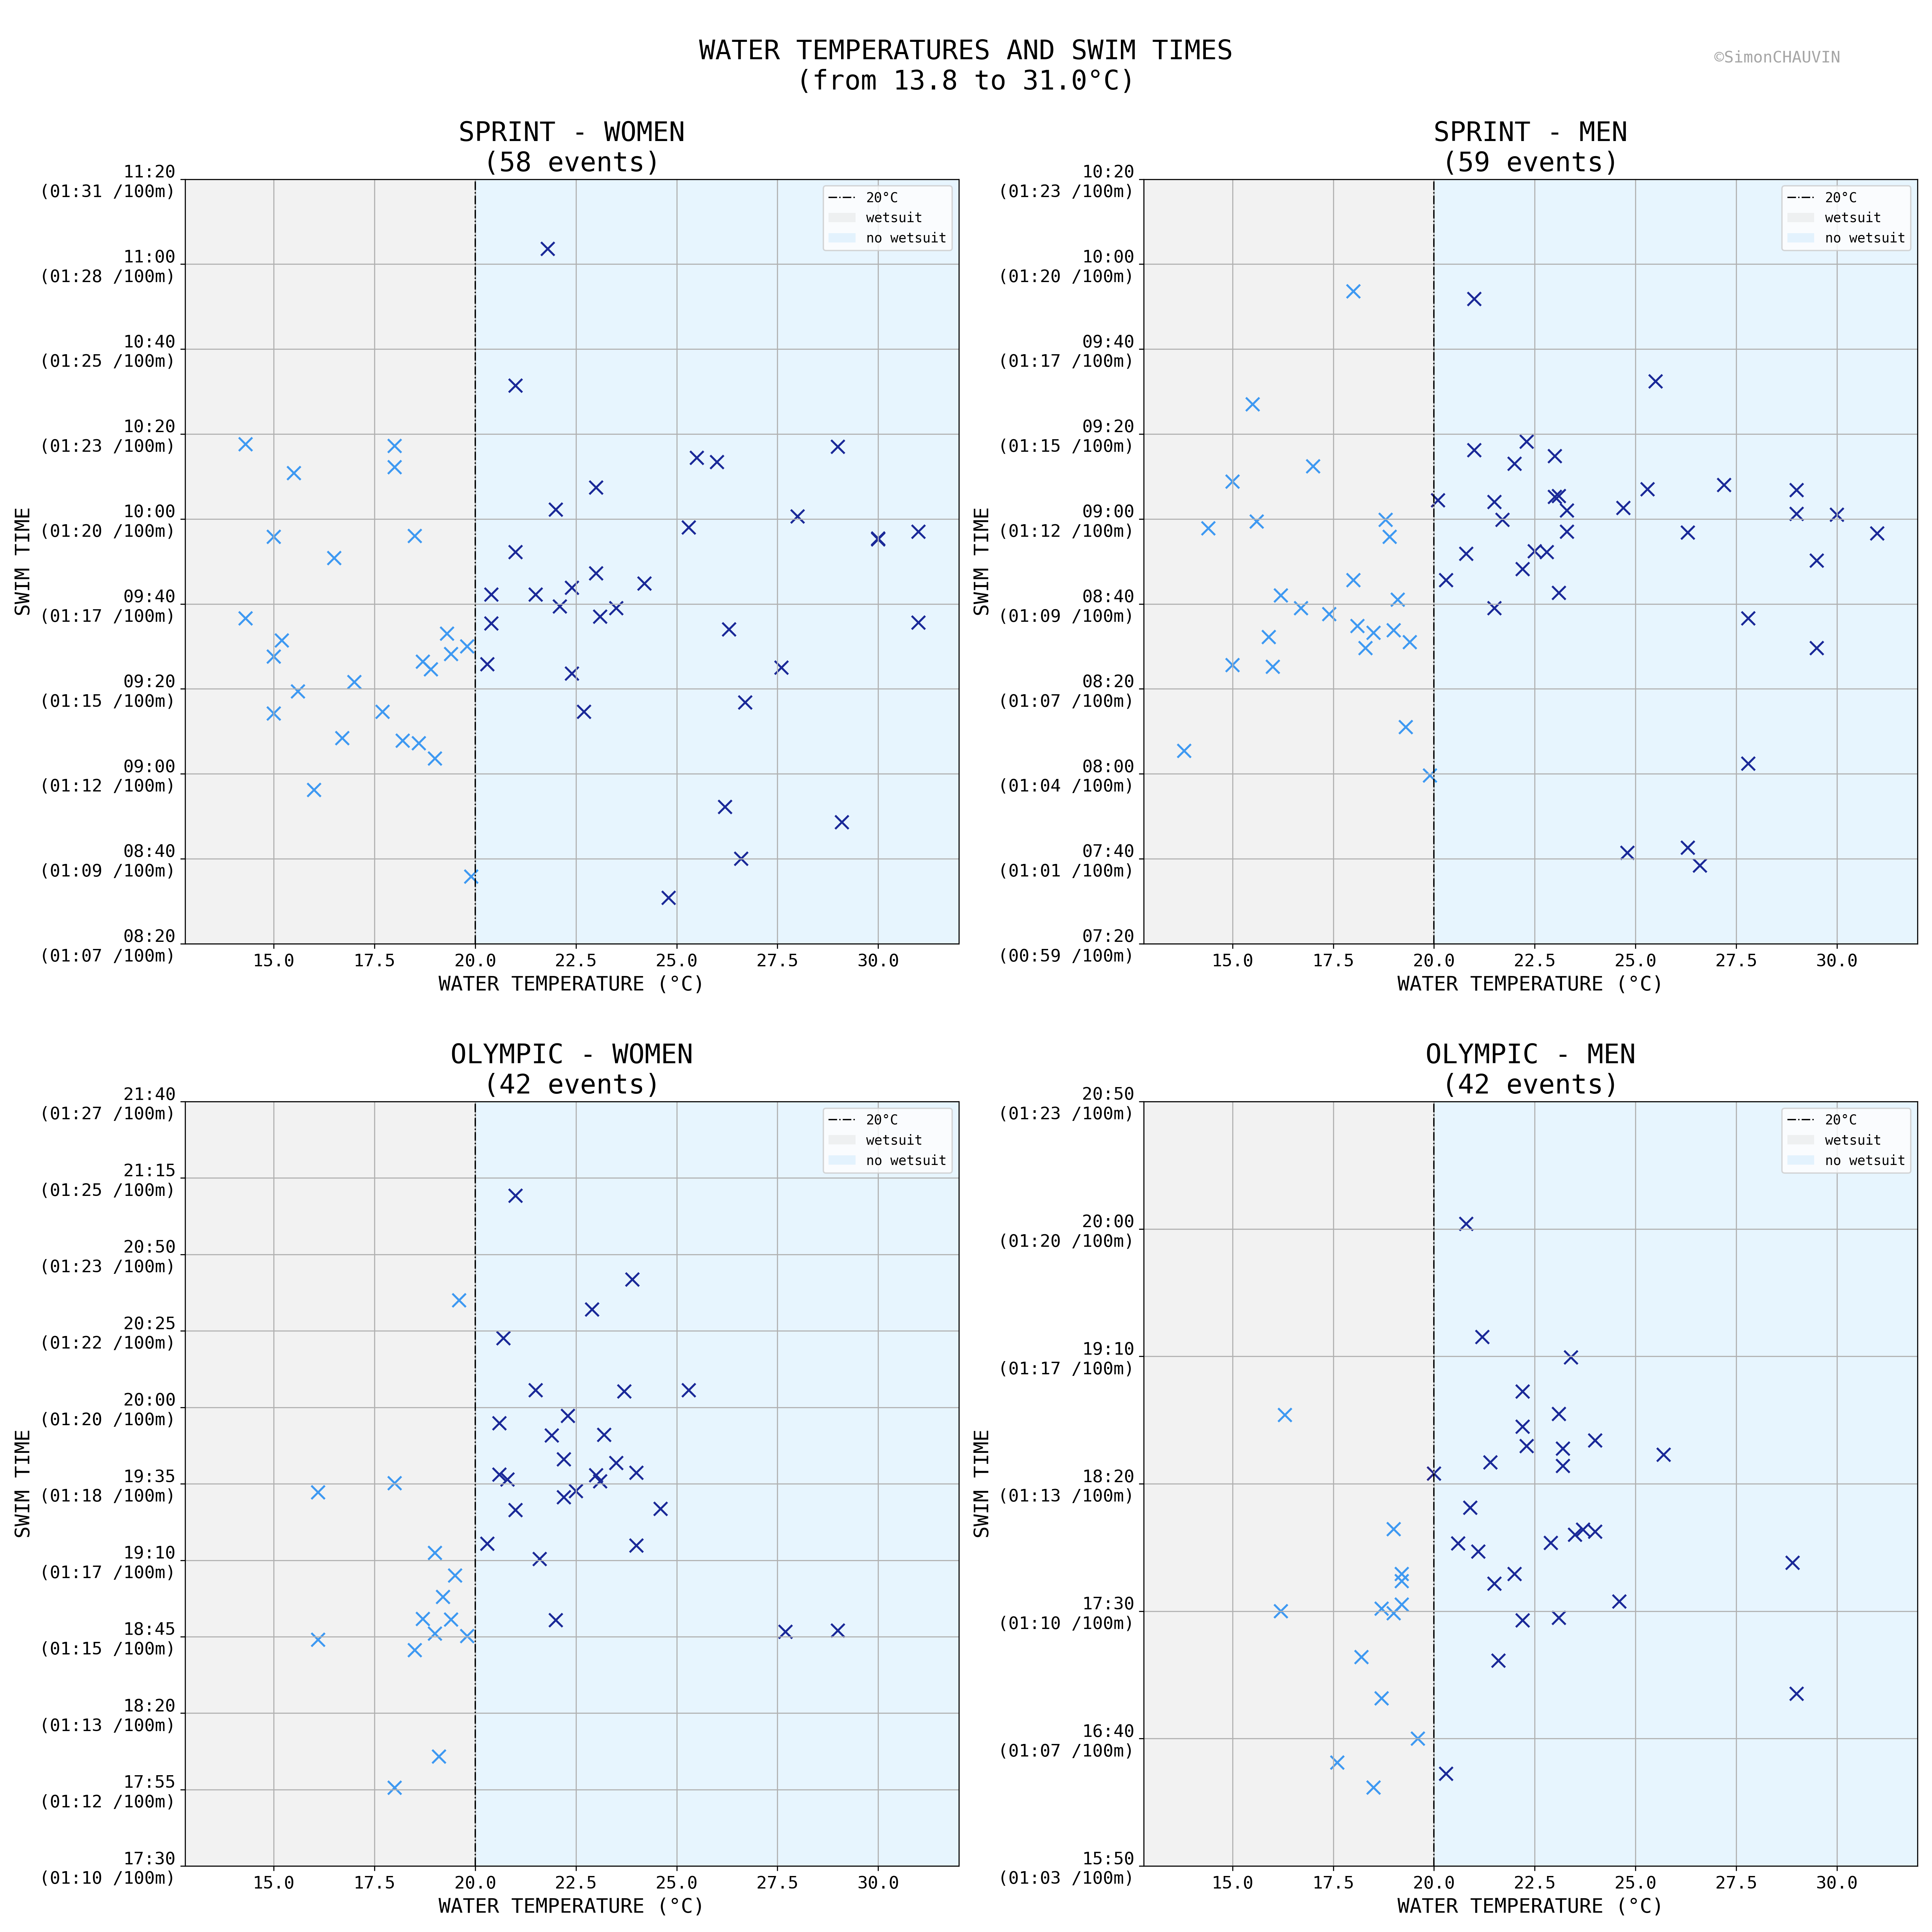 WATER TEMPERATURES AND SWIM TIMES
(from 13.8 to 31.0°C)
©SimonCHAUVIN
SPRINT - WOMEN
(58 events)
11:20
(01:31 /100m)
11:00
(01:28 /100m)
10:40
(01:25 /100m)
10:20
(01:23 /100m)
10:00
(01:20 /100m)
09:40
(01:17 /100m)
09:20
(01:15 /100m)
09:00
(01:12 /100m)
08:40
(01:09 /100m)
08:20
(01:07 /100m)
SWIM TIME
20°C
wetsuit
no wetsuit
15.0 17.5 20.0 22.5 25.0 27.5 30.0
WATER TEMPERATURE (°C)
SPRINT - MEN
(59 events)
10:20
(01:23 /100m)
10:00
(01:20 /100m)
09:40
(01:17 /100m)
09:20
(01:15 /100m)
09:00
(01:12 /100m)
08:40
(01:09 /100m)
08:20
(01:07 /100m)
08:00
(01:04 /100m)
07:40
(01:01 /100m)
07:20
(00:59 /100m)
SWIM TIME
20°C
wetsuit
no wetsuit
15.0 17.5 20.0 22.5 25.0 27.5 30.0
WATER TEMPERATURE (°C)
OLYMPIC - WOMEN
(42 events)
21:40
(01:27 /100m)
21:15
(01:25 /100m)
20:50
(01:23 /100m)
20:25
(01:22 /100m)
20:00
(01:20 /100m)
19:35
(01:18 /100m)
19:10
(01:17 /100m)
18:45
(01:15 /100m)
18:20
(01:13 /100m)
17:55
(01:12 /100m)
17:30
(01:10 /100m)
SWIM TIME
20°C
wetsuit
no wetsuit
15.0 17.5 20.0 22.5 25.0 27.5 30.0
WATER TEMPERATURE (°C)
OLYMPIC - MEN
(42 events)
20:50
(01:23 /100m)
20:00
(01:20 /100m)
19:10
(01:17 /100m)
18:20
(01:13 /100m)
17:30
(01:10 /100m)
16:40
(01:07 /100m)
15:50
(01:03 /100m)
SWIM TIME
20°C
wetsuit
no wetsuit
15.0 17.5 20.0 22.5 25.0 27.5 30.0
WATER TEMPERATURE (°C)